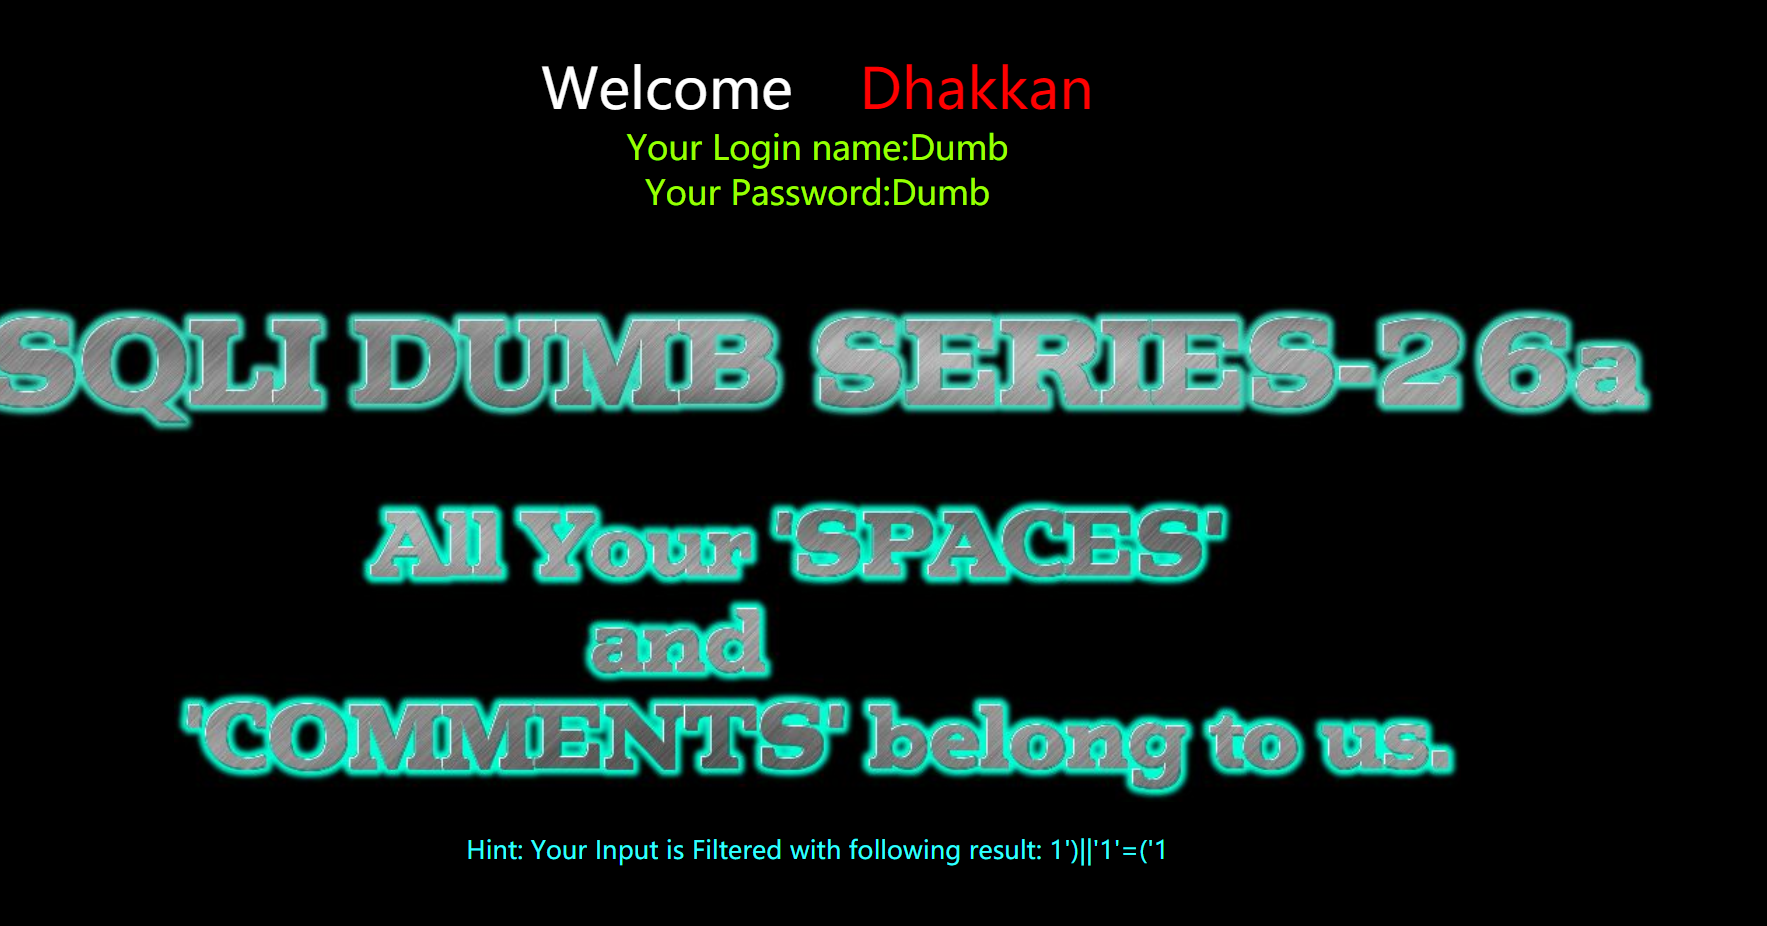 Welcome Dhakkan
Your Login name:Dumb
Your Password:Dumb
SQLI DUMB SERIES-26a
All Your 'SPACES'
and
'COMMENTS' belong to us.
Hint: Your Input is Filtered with following result: 1')||'1'=('1